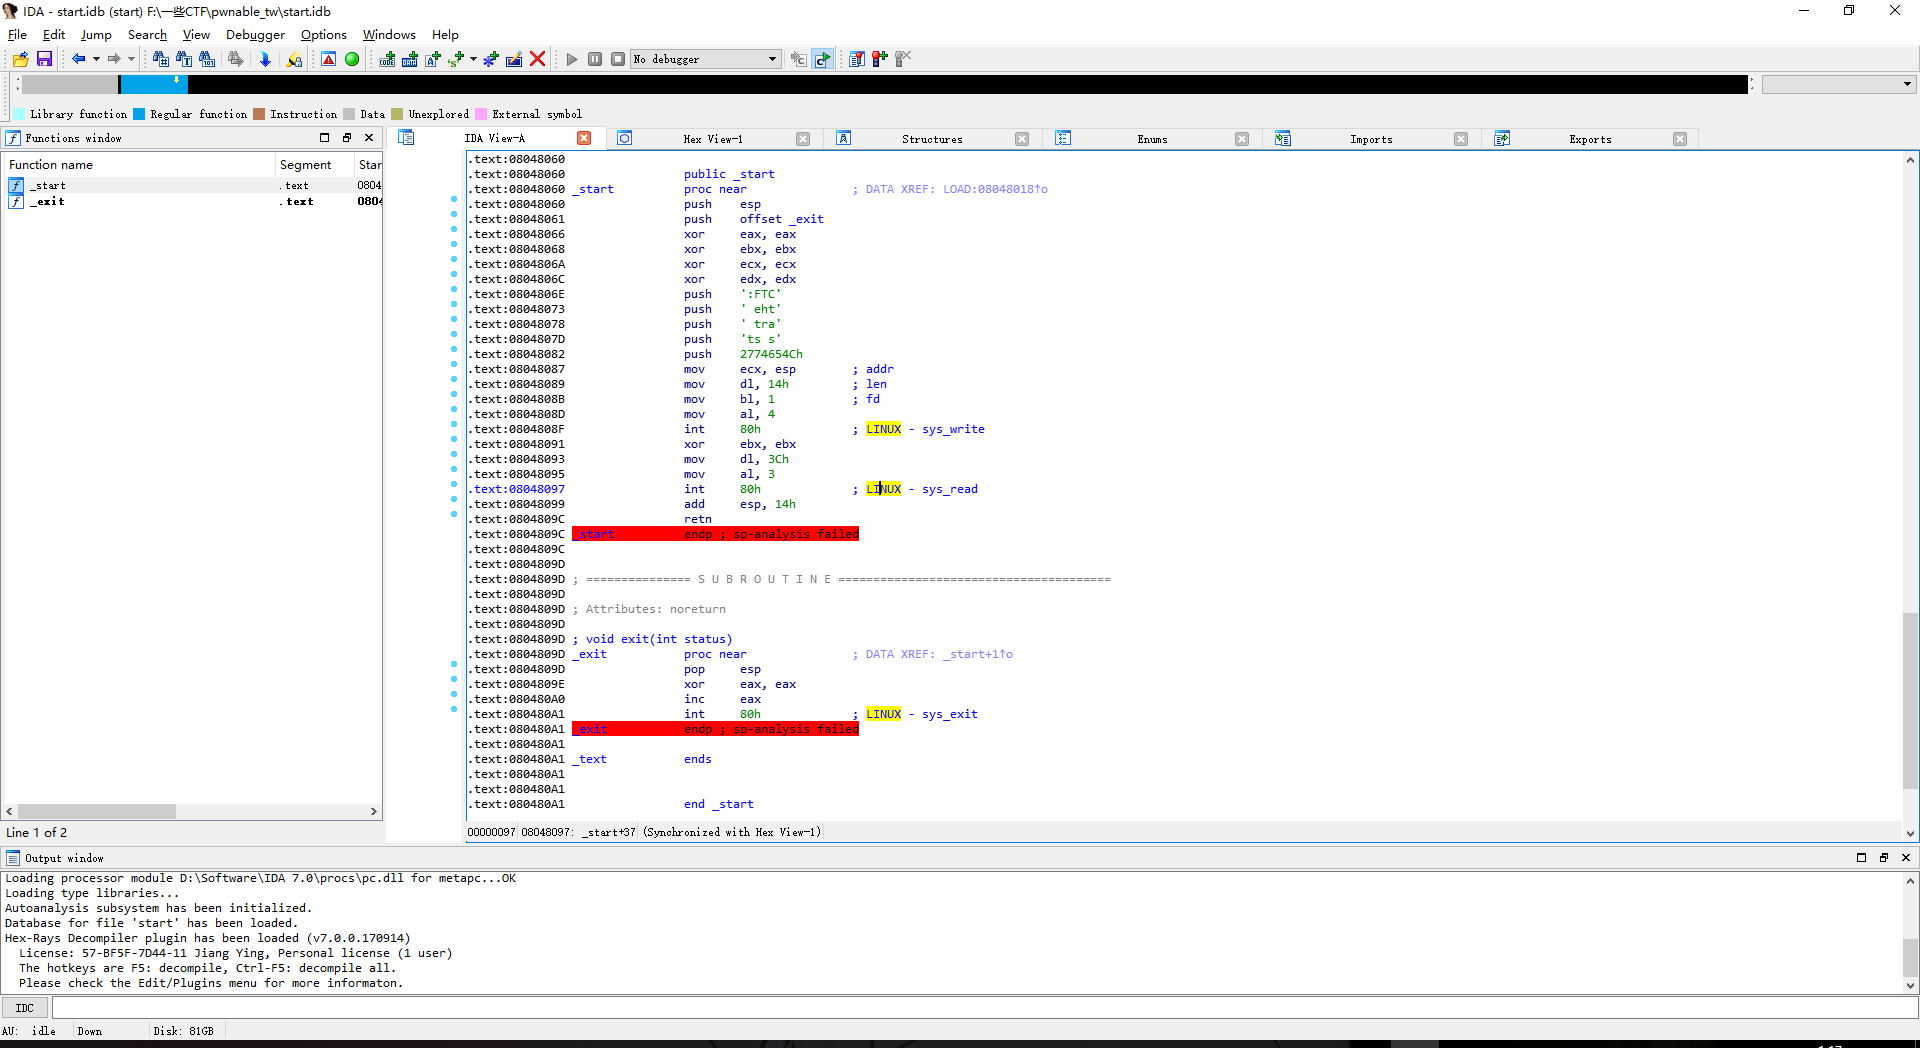 IDA - start.idb (start) F:\一些CTF\pwnable_tw\start.idb
File Edit Jump Search View Debugger Options Windows Help
No debugger
Library function Regular function Instruction Data Unexplored External symbol
Functions window
IDA View-A Hex View-1 Structures Enums Imports Exports
Function name Segment Star
_start .text 0804
_exit .text 0804
Line 1 of 2
.text:08048060
.text:08048060 public _start
.text:08048060 _start proc near ; DATA XREF: LOAD:08048018↑o
.text:08048060 push esp
.text:08048061 push offset _exit
.text:08048066 xor eax, eax
.text:08048068 xor ebx, ebx
.text:0804806A xor ecx, ecx
.text:0804806C xor edx, edx
.text:0804806E push ':FTC'
.text:08048073 push ' eht'
.text:08048078 push ' tra'
.text:0804807D push 'ts s'
.text:08048082 push 2774654Ch
.text:08048087 mov ecx, esp ; addr
.text:08048089 mov dl, 14h ; len
.text:0804808B mov bl, 1 ; fd
.text:0804808D mov al, 4
.text:0804808F int 80h ; LINUX - sys_write
.text:08048091 xor ebx, ebx
.text:08048093 mov dl, 3Ch
.text:08048095 mov al, 3
.text:08048097 int 80h ; LINUX - sys_read
.text:08048099 add esp, 14h
.text:0804809C retn
.text:0804809C _start endp ; sp-analysis failed
.text:0804809C
.text:0804809D
.text:0804809D ; =============== S U B R O U T I N E =======================================
.text:0804809D
.text:0804809D ; Attributes: noreturn
.text:0804809D
.text:0804809D ; void exit(int status)
.text:0804809D _exit proc near ; DATA XREF: _start+1↑o
.text:0804809D pop esp
.text:0804809E xor eax, eax
.text:080480A0 inc eax
.text:080480A1 int 80h ; LINUX - sys_exit
.text:080480A1 _exit endp ; sp-analysis failed
.text:080480A1
.text:080480A1 _text ends
.text:080480A1
.text:080480A1
.text:080480A1 end _start
00000097 08048097: _start+37 (Synchronized with Hex View-1)
Output window
Loading processor module D:\Software\IDA 7.0\procs\pc.dll for metapc...OK
Loading type libraries...
Autoanalysis subsystem has been initialized.
Database for file 'start' has been loaded.
Hex-Rays Decompiler plugin has been loaded (v7.0.0.170914)
License: 57-BF5F-7D44-11 Jiang Ying, Personal license (1 user)
The hotkeys are F5: decompile, Ctrl-F5: decompile all.
Please check the Edit/Plugins menu for more informaton.
IDC
AU: idle Down Disk: 81GB